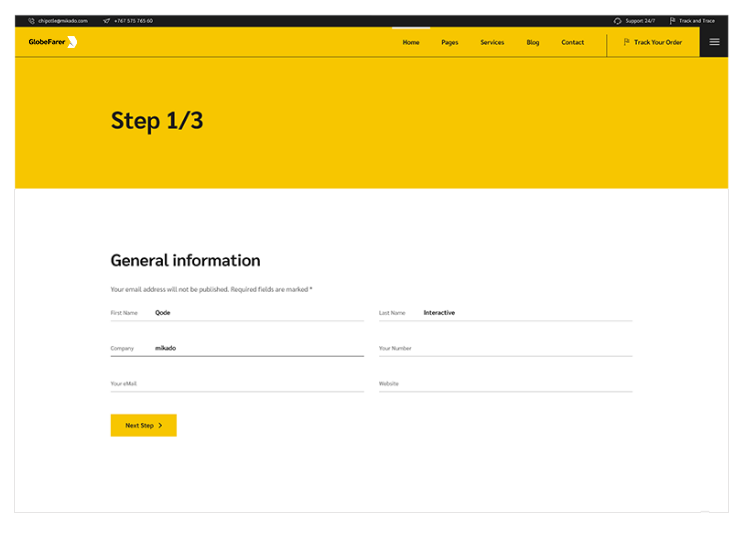 chipotle@mikado.com +767 575 765 60 Support 24/7 Track and Trace
GlobeFarer Home Pages Services Blog Contact Track Your Order
Step 1/3
General information
Your email address will not be published. Required fields are marked *
First Name Qode Last Name Interactive
Company mikado Your Number
Your eMail Website
Next Step